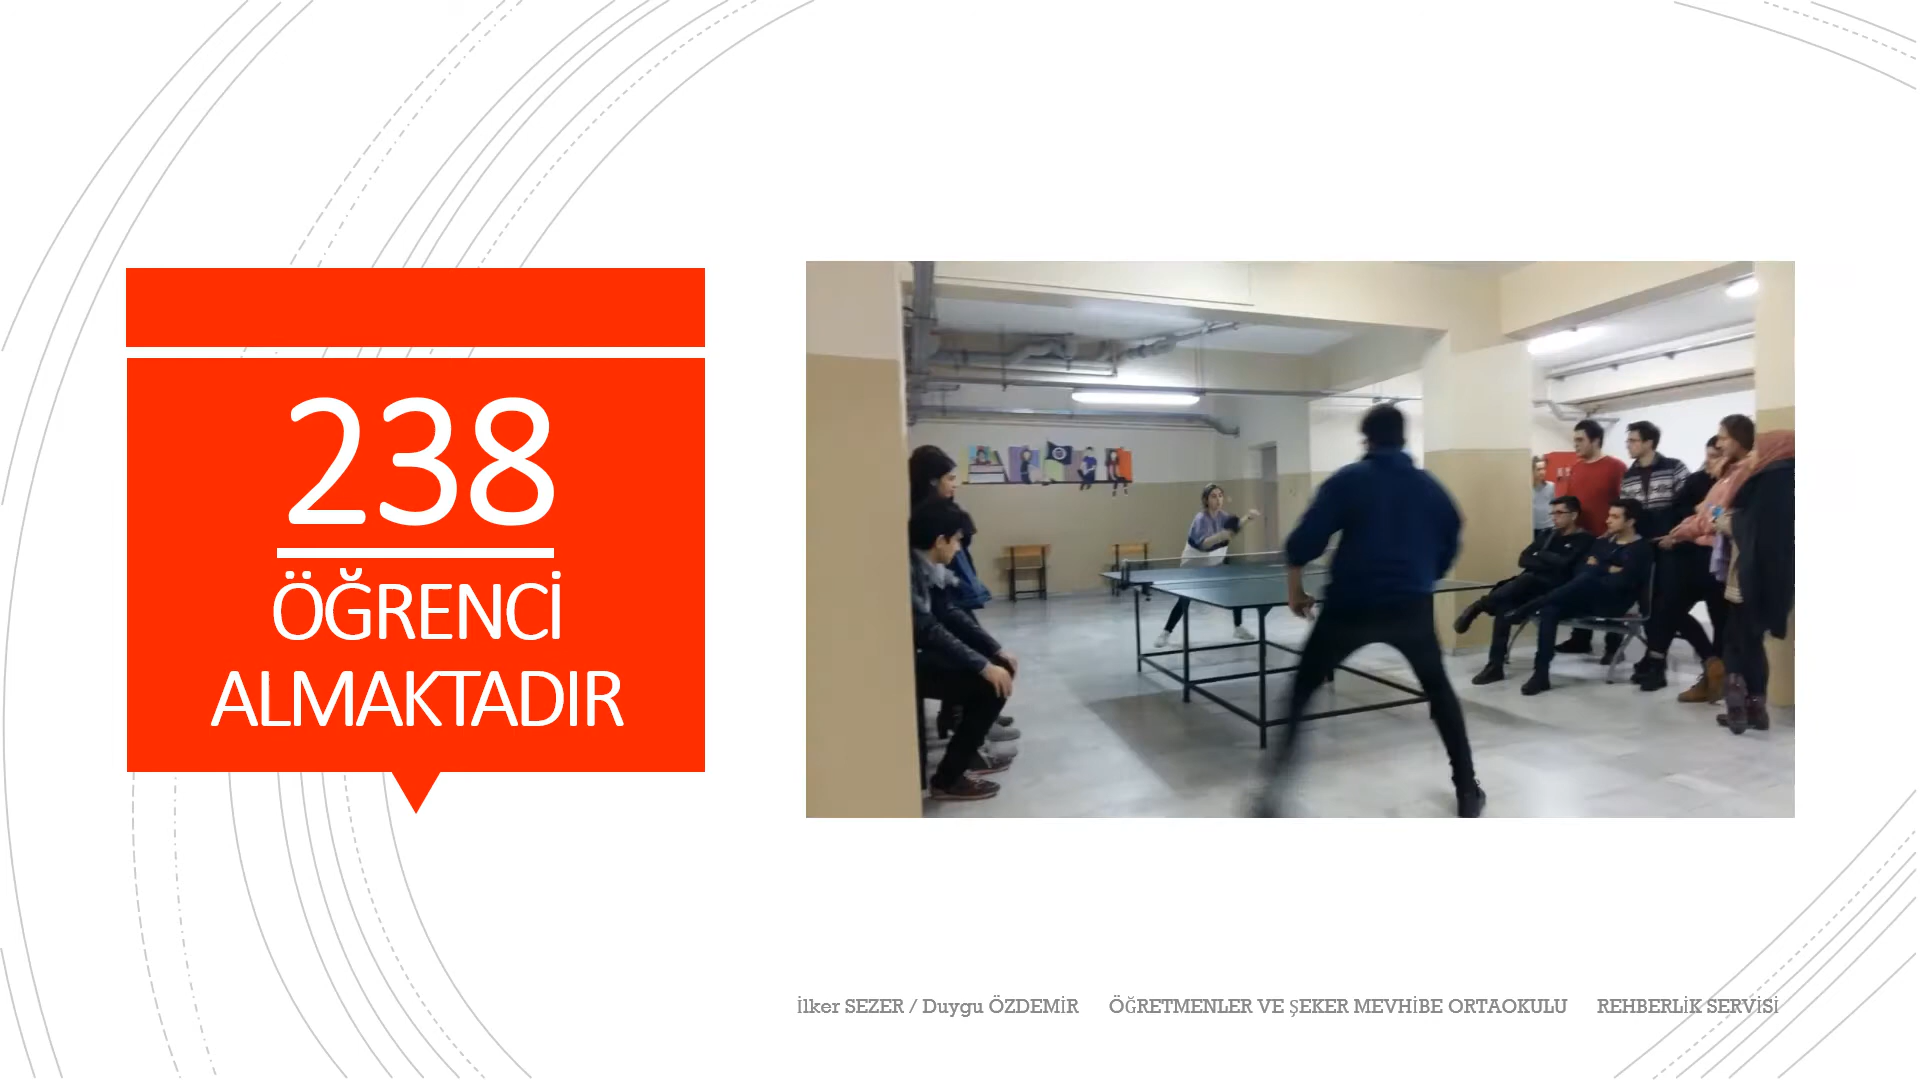 238
ÖĞRENCİ
ALMAKTADIR
İlker SEZER / Duygu ÖZDEMİR ÖĞRETMENLER VE ŞEKER MEVHİBE ORTAOKULU REHBERLİK SERVİSİ